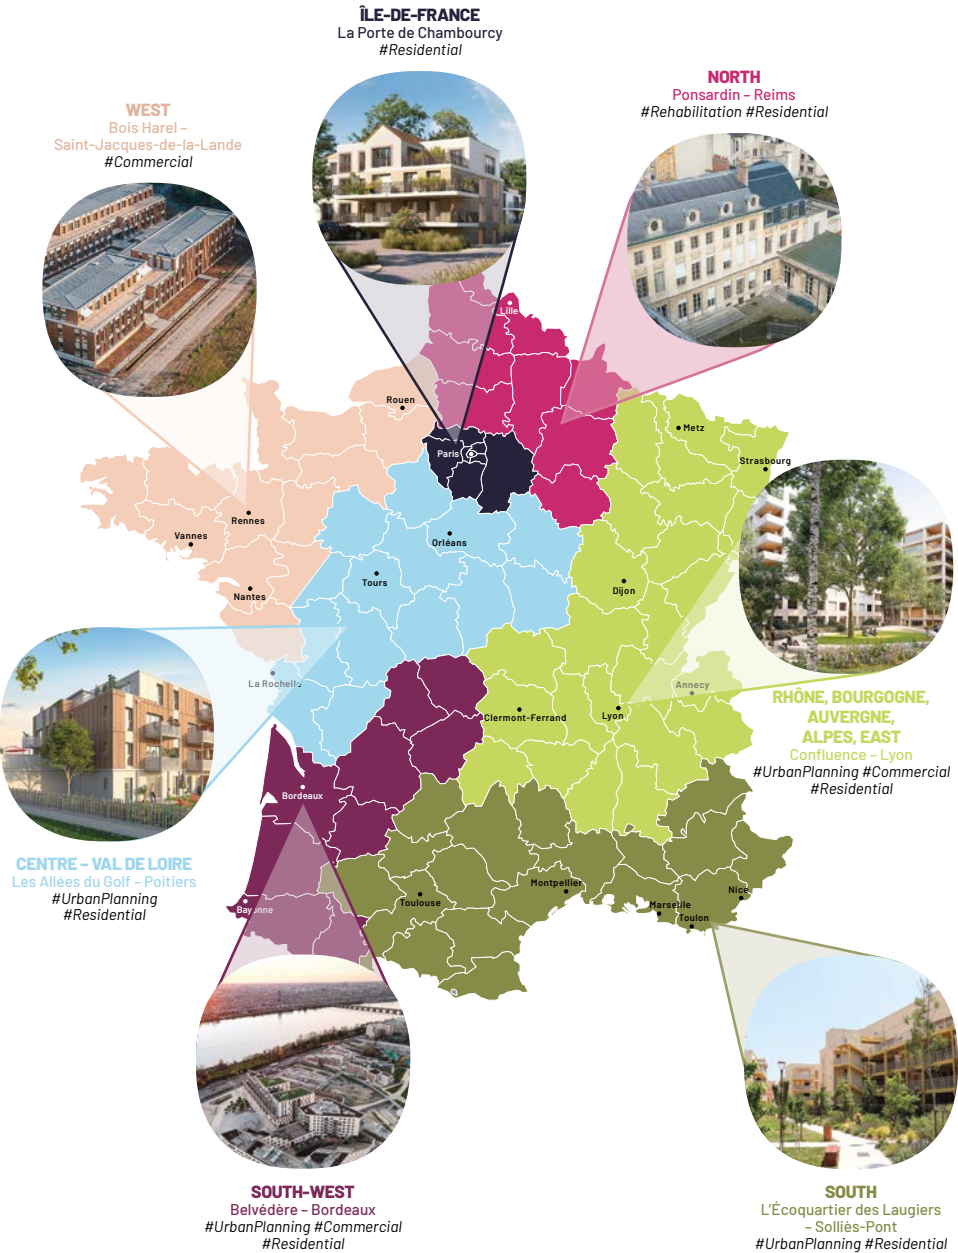 ÎLE-DE-FRANCE
La Porte de Chambourcy
#Residential
NORTH
Ponsardin – Reims
#Rehabilitation #Residential
WEST
Bois Harel –
Saint-Jacques-de-la-Lande
#Commercial
Lille
Rouen
Metz
Paris
Strasbourg
Rennes
Vannes
Orléans
Tours
Dijon
Nantes
La Rochelle
Annecy
Clermont-Ferrand
Lyon
RHÔNE, BOURGOGNE,
AUVERGNE,
ALPES, EAST
Confluence – Lyon
#UrbanPlanning #Commercial
#Residential
Bordeaux
CENTRE – VAL DE LOIRE
Les Allées du Golf – Poitiers
#UrbanPlanning
#Residential
Montpellier
Nice
Toulouse
Marseille
Bayonne
Toulon
SOUTH-WEST
Belvédère – Bordeaux
#UrbanPlanning #Commercial
#Residential
SOUTH
L'Écoquartier des Laugiers
– Solliès-Pont
#UrbanPlanning #Residential